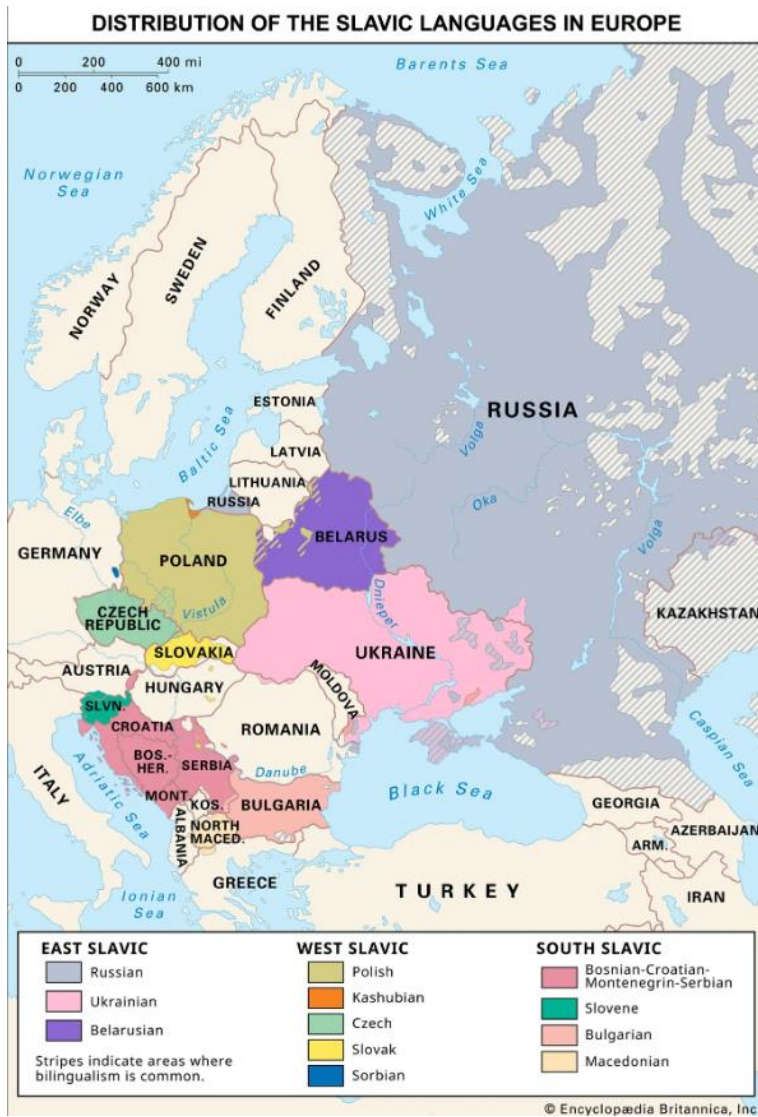 DISTRIBUTION OF THE SLAVIC LANGUAGES IN EUROPE
0 200 400 mi
0 200 400 600 km
Barents Sea
Norwegian
Sea
White Sea
NORWAY
SWEDEN
FINLAND
RUSSIA
ESTONIA
Baltic Sea
Volga
LATVIA
LITHUANIA
RUSSIA
Oka
Elbe
BELARUS
Volga
GERMANY
POLAND
Dnieper
KAZAKHSTAN
Vistula
CZECH
REPUBLIC
SLOVAKIA
UKRAINE
AUSTRIA
HUNGARY
MOLDOVA
SLVN.
CROATIA
ROMANIA
Caspian Sea
BOS.-
HER.
SERBIA
ITALY
Adriatic Sea
Danube
MONT.
KOS.
BULGARIA
Black Sea
GEORGIA
ALBANIA
NORTH
MACED.
AZERBAIJAN
ARM.
GREECE
TURKEY
IRAN
Ionian
Sea
EAST SLAVIC
Russian
Ukrainian
Belarusian
Stripes indicate areas where
bilingualism is common.
WEST SLAVIC
Polish
Kashubian
Czech
Slovak
Sorbian
SOUTH SLAVIC
Bosnian-Croatian-
Montenegrin-Serbian
Slovene
Bulgarian
Macedonian
© Encyclopædia Britannica, Inc